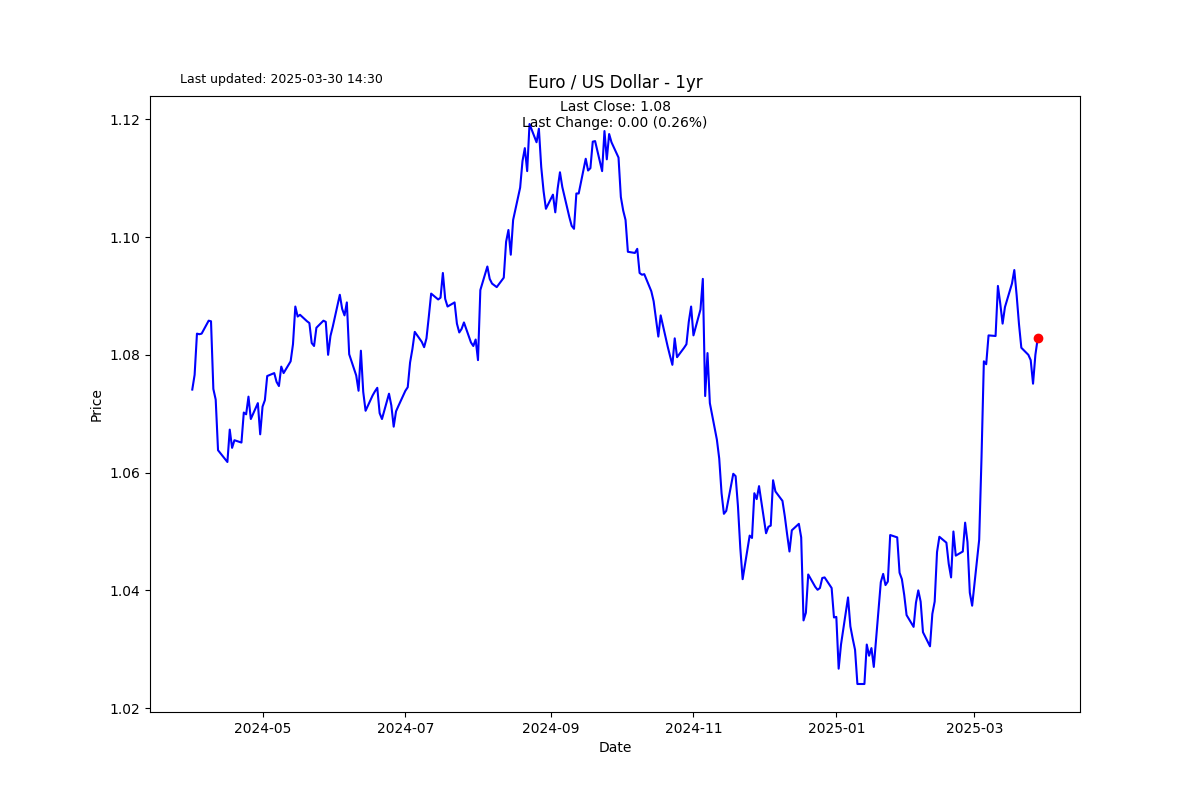 Last updated: 2025-03-30 14:30
Euro / US Dollar - 1yr
Last Close: 1.08
Last Change: 0.00 (0.26%)
1.12
1.10
1.08
1.06
1.04
1.02
Price
2024-05
2024-07
2024-09
2024-11
2025-01
2025-03
Date